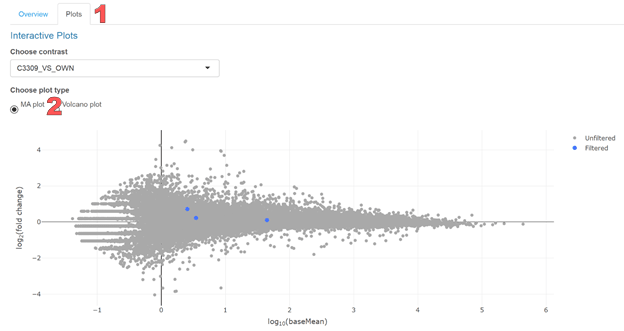 Overview Plots 1
Interactive Plots
Choose contrast
C3309_VS_OWN
Choose plot type
MA plot 2 Volcano plot
Unfiltered
Filtered
log2(fold change)
4
2
0
−2
−4
−1 0 1 2 3 4 5 6
log10(baseMean)